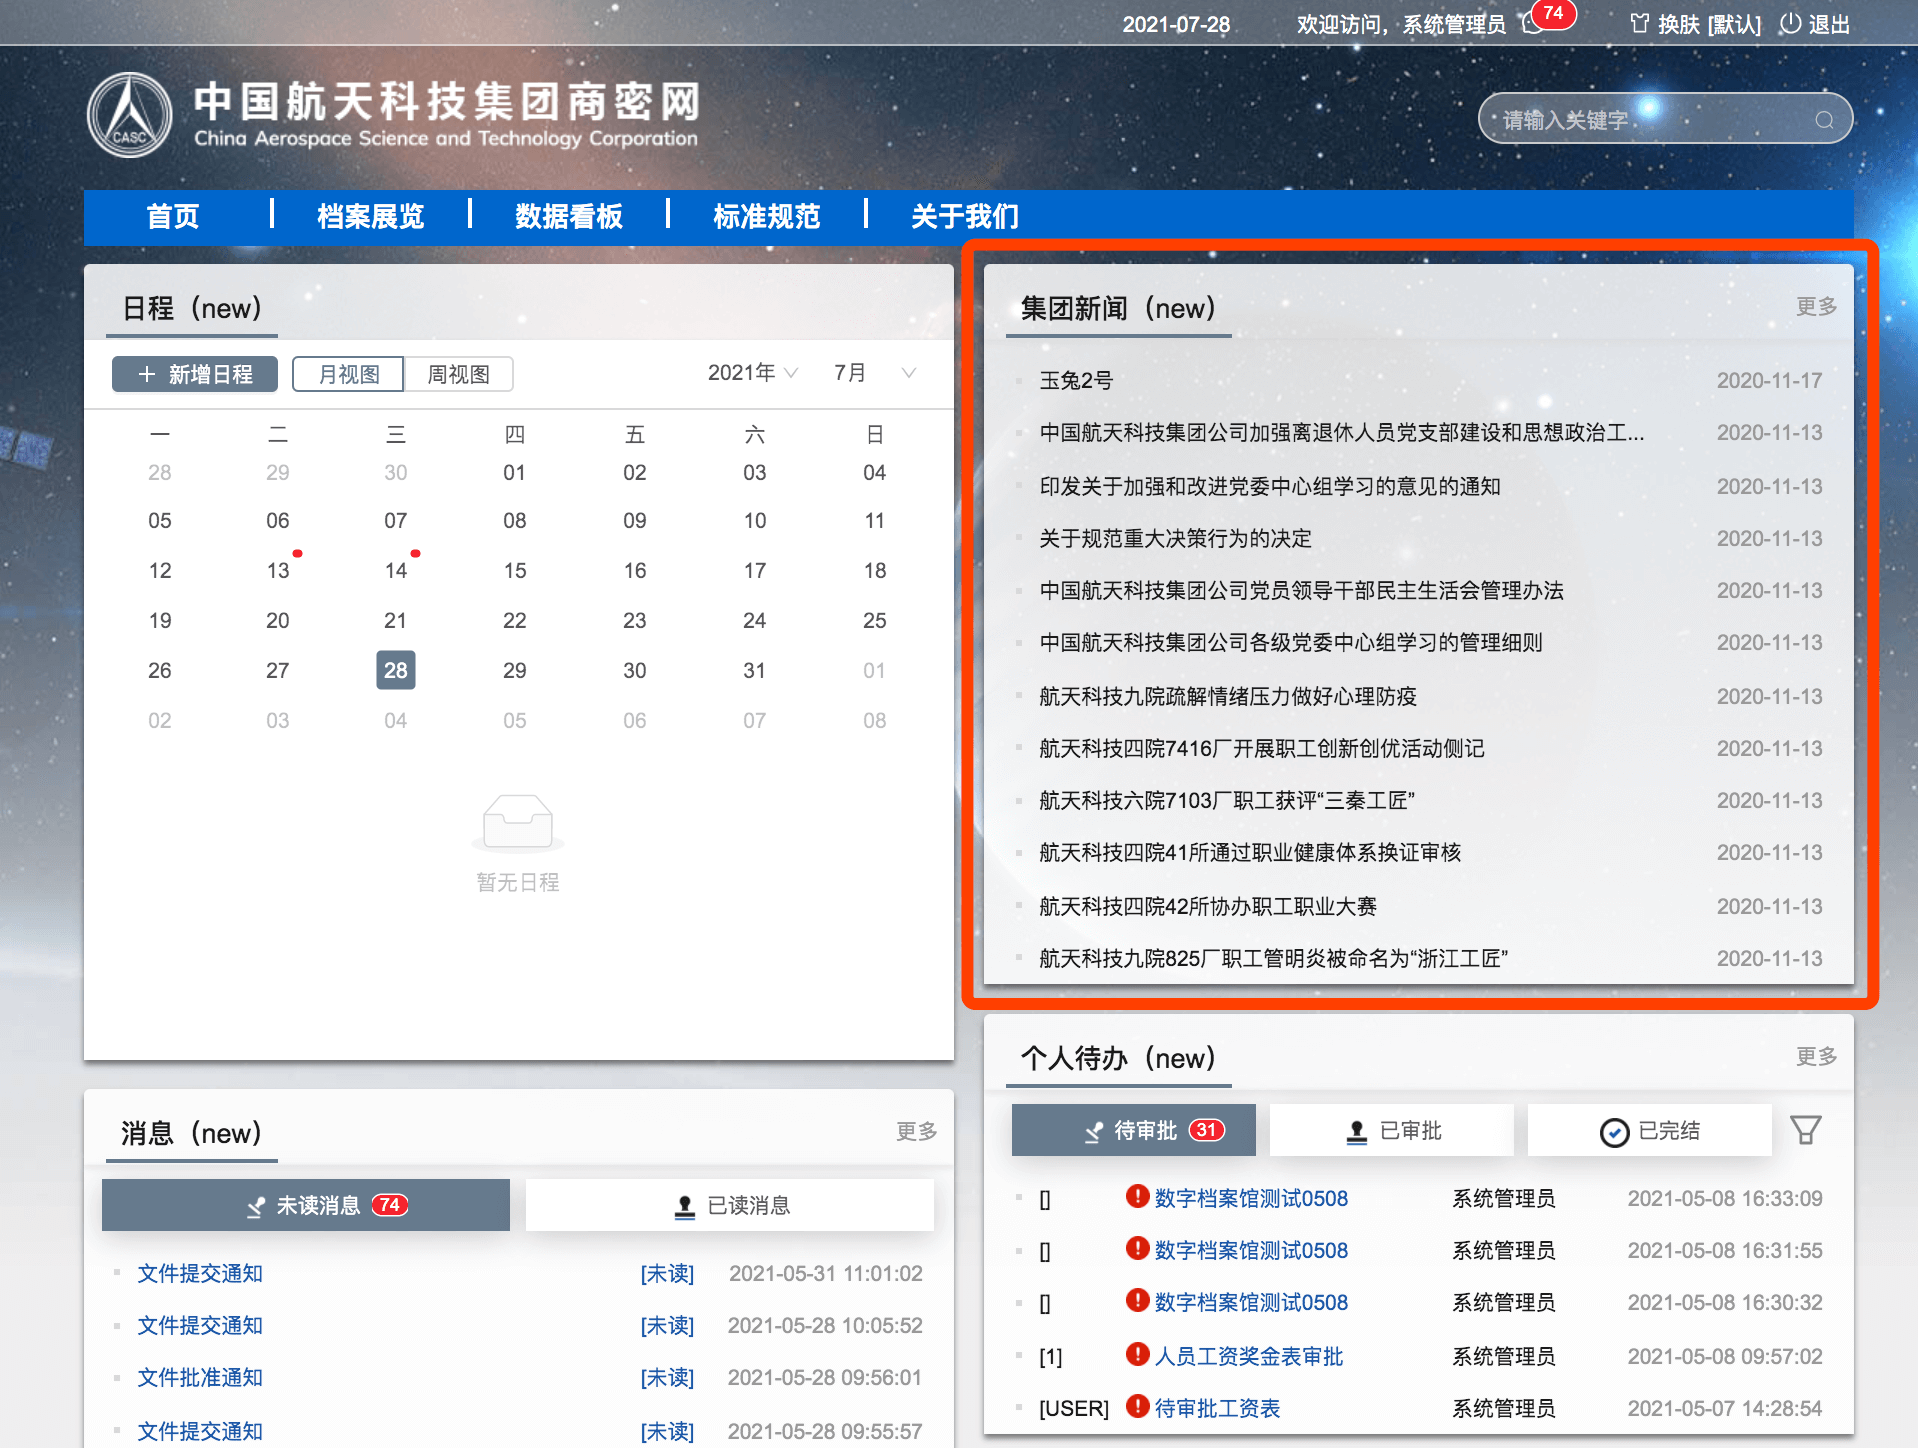 2021-07-28 欢迎访问，系统管理员 74 换肤 [默认] 退出
中国航天科技集团商密网
CASC
China Aerospace Science and Technology Corporation
请输入关键字
首页 档案展览 数据看板 标准规范 关于我们
日程（new）
+ 新增日程 月视图 周视图 2021年 7月
一 二 三 四 五 六 日
28 29 30 01 02 03 04
05 06 07 08 09 10 11
12 13 14 15 16 17 18
19 20 21 22 23 24 25
26 27 28 29 30 31 01
02 03 04 05 06 07 08
暂无日程
集团新闻（new） 更多
玉兔2号 2020-11-17
中国航天科技集团公司加强离退休人员党支部建设和思想政治工... 2020-11-13
印发关于加强和改进党委中心组学习的意见的通知 2020-11-13
关于规范重大决策行为的决定 2020-11-13
中国航天科技集团公司党员领导干部民主生活会管理办法 2020-11-13
中国航天科技集团公司各级党委中心组学习的管理细则 2020-11-13
航天科技九院疏解情绪压力做好心理防疫 2020-11-13
航天科技四院7416厂开展职工创新创优活动侧记 2020-11-13
航天科技六院7103厂职工获评“三秦工匠” 2020-11-13
航天科技四院41所通过职业健康体系换证审核 2020-11-13
航天科技四院42所协办职工职业大赛 2020-11-13
航天科技九院825厂职工管明炎被命名为“浙江工匠” 2020-11-13
消息（new） 更多
未读消息 74 已读消息
文件提交通知 [未读] 2021-05-31 11:01:02
文件提交通知 [未读] 2021-05-28 10:05:52
文件批准通知 [未读] 2021-05-28 09:56:01
文件提交通知 [未读] 2021-05-28 09:55:57
个人待办（new） 更多
待审批 31 已审批 已完结
[] 数字档案馆测试0508 系统管理员 2021-05-08 16:33:09
[] 数字档案馆测试0508 系统管理员 2021-05-08 16:31:55
[] 数字档案馆测试0508 系统管理员 2021-05-08 16:30:32
[1] 人员工资奖金表审批 系统管理员 2021-05-08 09:57:02
[USER] 待审批工资表 系统管理员 2021-05-07 14:28:54